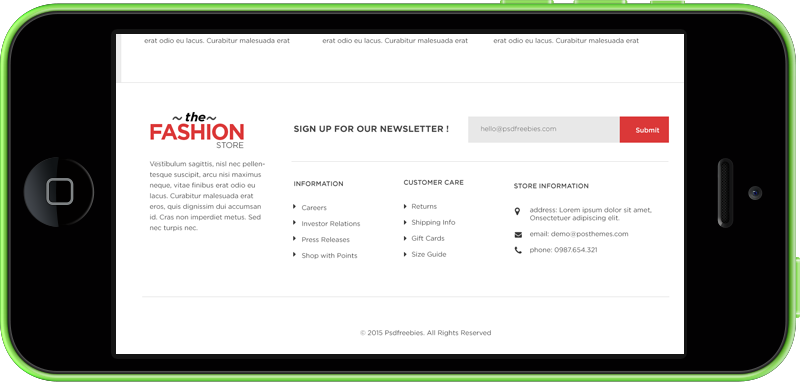 erat odio eu lacus. Curabitur malesuada erat
erat odio eu lacus. Curabitur malesuada erat
erat odio eu lacus. Curabitur malesuada erat
~the~
FASHION
STORE
Vestibulum sagittis, nisl nec pellen-
tesque suscipit, arcu nisi maximus
neque, vitae finibus erat odio eu
lacus. Curabitur malesuada erat
eros, quis dignissim dui accumsan
id. Cras non imperdiet metus. Sed
nec turpis nec.
SIGN UP FOR OUR NEWSLETTER !
hello@psdfreebies.com
Submit
INFORMATION
Careers
Investor Relations
Press Releases
Shop with Points
CUSTOMER CARE
Returns
Shipping Info
Gift Cards
Size Guide
STORE INFORMATION
address: Lorem ipsum dolor sit amet,
Onsectetuer adipiscing elit.
email: demo@posthemes.com
phone: 0987.654.321
© 2015 Psdfreebies. All Rights Reserved